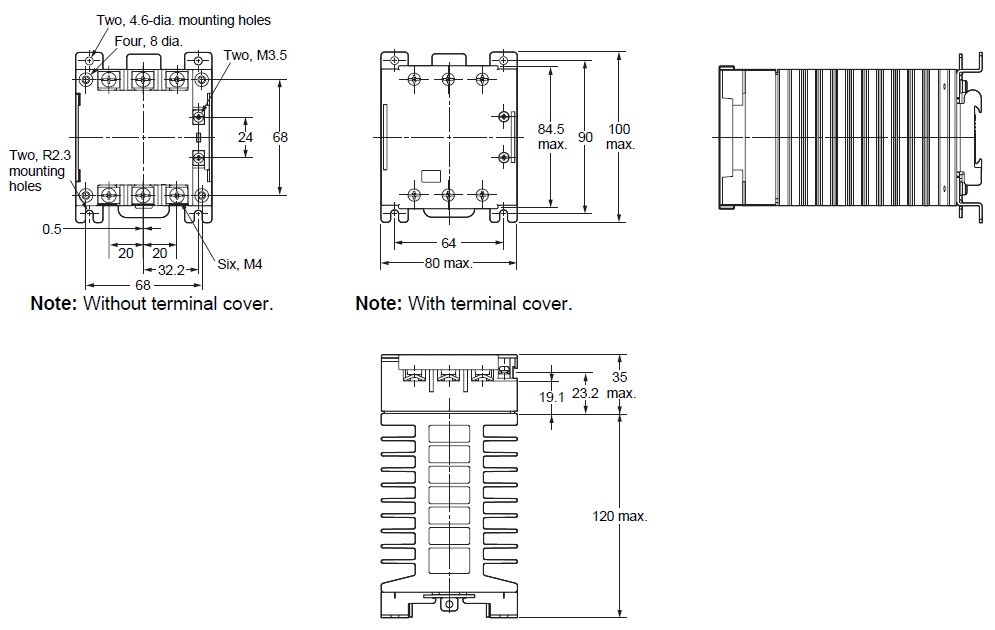 Two, 4.6-dia. mounting holes
Four, 8 dia.
Two, M3.5
24
68
Two, R2.3
mounting
holes
0.5
20
20
32.2
Six, M4
68
Note: Without terminal cover.
84.5
max.
90
100
max.
64
80 max.
Note: With terminal cover.
19.1
23.2
35
max.
120 max.